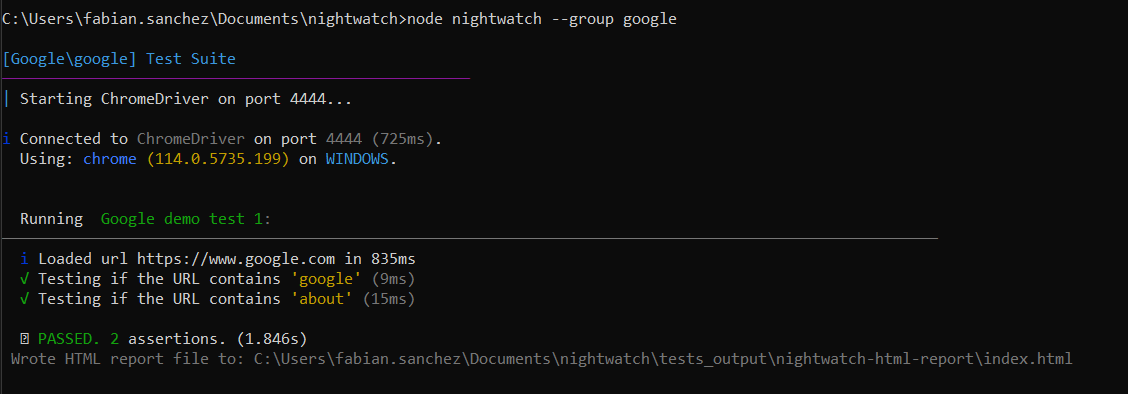 C:\Users\fabian.sanchez\Documents\nightwatch>node nightwatch --group google
[Google\google] Test Suite
Starting ChromeDriver on port 4444...
i Connected to ChromeDriver on port 4444 (725ms).
Using: chrome (114.0.5735.199) on WINDOWS.
Running Google demo test 1:
i Loaded url https://www.google.com in 835ms
√ Testing if the URL contains 'google' (9ms)
√ Testing if the URL contains 'about' (15ms)
PASSED. 2 assertions. (1.846s)
Wrote HTML report file to: C:\Users\fabian.sanchez\Documents\nightwatch\tests_output\nightwatch-html-report\index.html